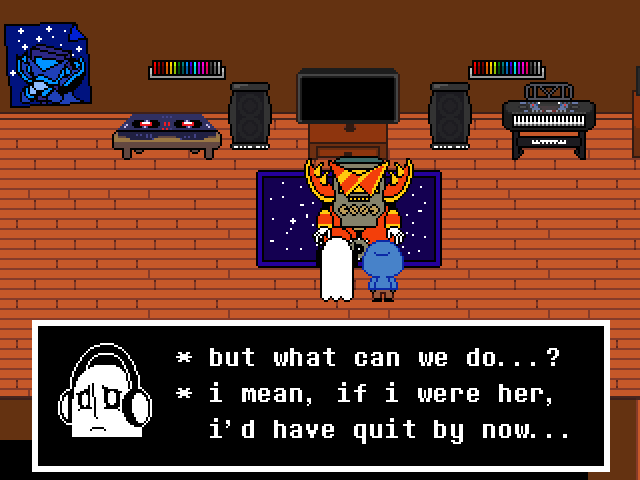 * but what can we do...?
* i mean, if i were her,
i'd have quit by now...